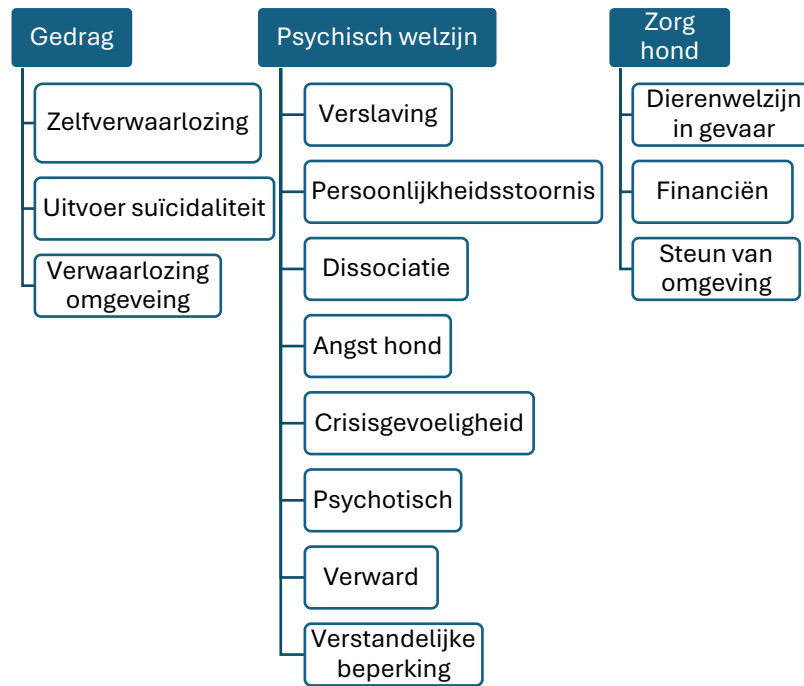 Gedrag
Zelfverwaarlozing
Uitvoer suïcidaliteit
Verwaarlozing
omgeveing
Psychisch welzijn
Verslaving
Persoonlijkheidsstoornis
Dissociatie
Angst hond
Crisisgevoeligheid
Psychotisch
Verward
Verstandelijke
beperking
Zorg
hond
Dierenwelzijn
in gevaar
Financiën
Steun van
omgeving